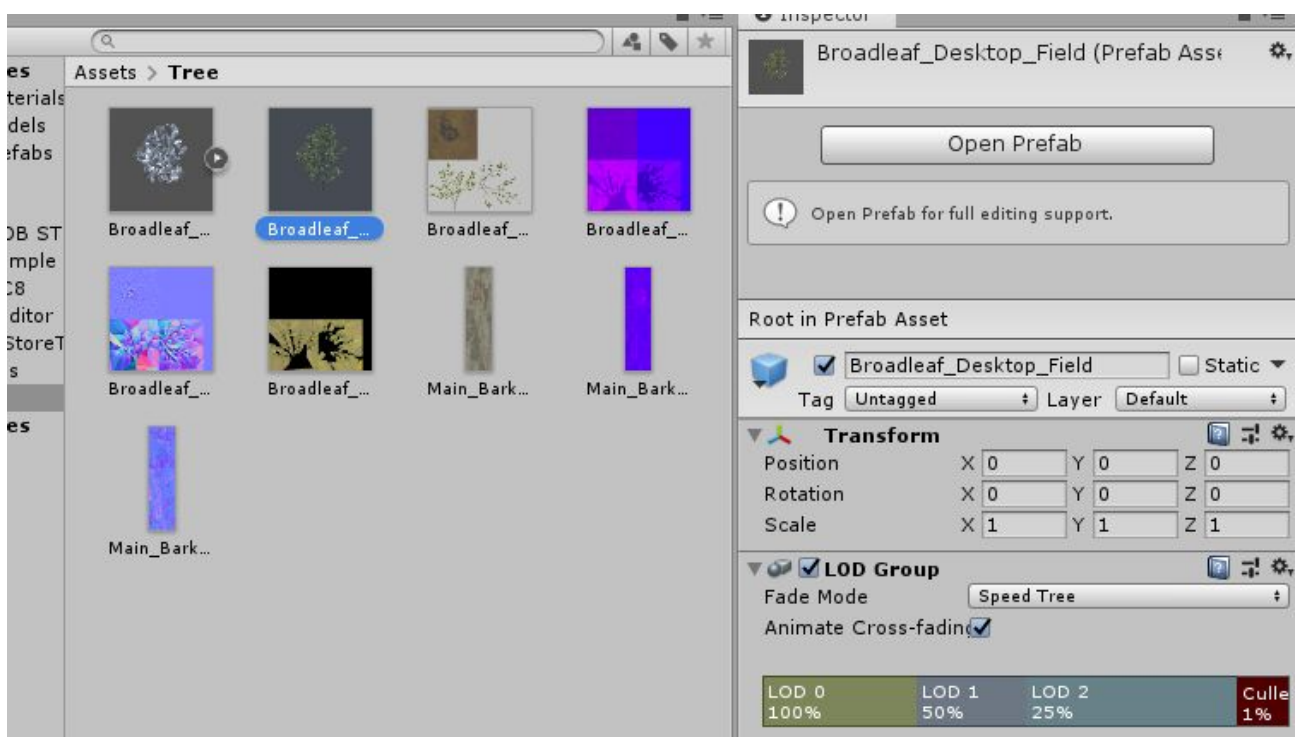 Inspector
es
terials
dels
efabs
OB ST
mple
C8
ditor
StoreT
s
es
Assets > Tree
Broadleaf_...
Broadleaf_...
Broadleaf_...
Broadleaf_...
Broadleaf_...
Broadleaf_...
Main_Bark...
Main_Bark...
Main_Bark...
Broadleaf_Desktop_Field (Prefab Asse
Open Prefab
Open Prefab for full editing support.
Root in Prefab Asset
Broadleaf_Desktop_Field Static
Tag Untagged Layer Default
Transform
Position X 0 Y 0 Z 0
Rotation X 0 Y 0 Z 0
Scale X 1 Y 1 Z 1
LOD Group
Fade Mode Speed Tree
Animate Cross-fading
LOD 0 LOD 1 LOD 2 Culle
100% 50% 25% 1%